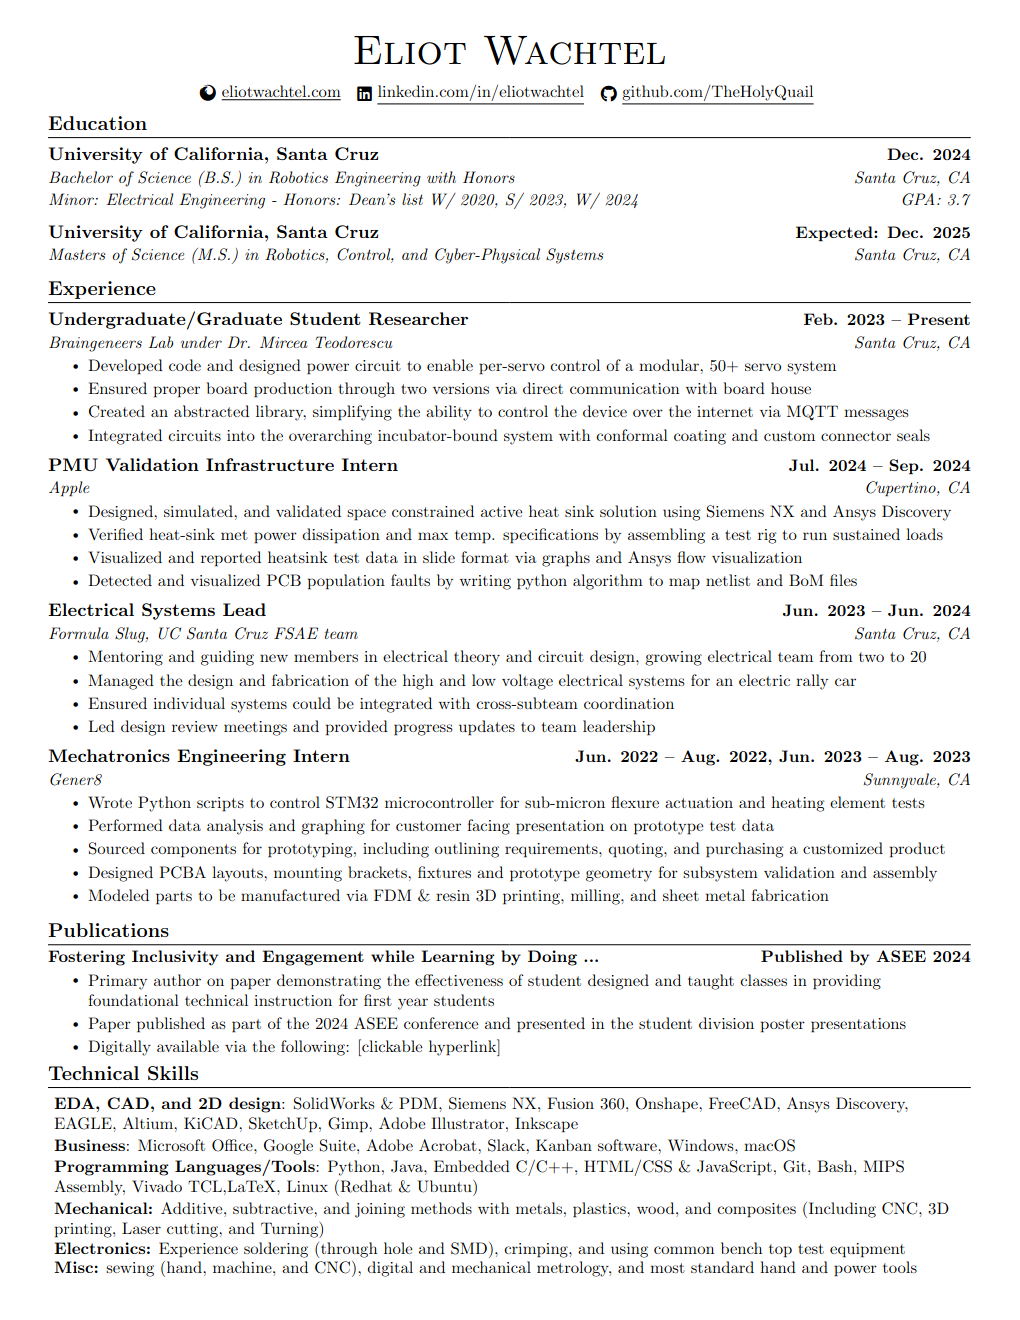 Eliot Wachtel
eliotwachtel.com linkedin.com/in/eliotwachtel github.com/TheHolyQuail
Education
University of California, Santa Cruz Dec. 2024
Bachelor of Science (B.S.) in Robotics Engineering with Honors Santa Cruz, CA
Minor: Electrical Engineering - Honors: Dean's list W/ 2020, S/ 2023, W/ 2024 GPA: 3.7
University of California, Santa Cruz Expected: Dec. 2025
Masters of Science (M.S.) in Robotics, Control, and Cyber-Physical Systems Santa Cruz, CA
Experience
Undergraduate/Graduate Student Researcher Feb. 2023 – Present
Braingeneers Lab under Dr. Mircea Teodorescu Santa Cruz, CA
• Developed code and designed power circuit to enable per-servo control of a modular, 50+ servo system
• Ensured proper board production through two versions via direct communication with board house
• Created an abstracted library, simplifying the ability to control the device over the internet via MQTT messages
• Integrated circuits into the overarching incubator-bound system with conformal coating and custom connector seals
PMU Validation Infrastructure Intern Jul. 2024 – Sep. 2024
Apple Cupertino, CA
• Designed, simulated, and validated space constrained active heat sink solution using Siemens NX and Ansys Discovery
• Verified heat-sink met power dissipation and max temp. specifications by assembling a test rig to run sustained loads
• Visualized and reported heatsink test data in slide format via graphs and Ansys flow visualization
• Detected and visualized PCB population faults by writing python algorithm to map netlist and BoM files
Electrical Systems Lead Jun. 2023 – Jun. 2024
Formula Slug, UC Santa Cruz FSAE team Santa Cruz, CA
• Mentoring and guiding new members in electrical theory and circuit design, growing electrical team from two to 20
• Managed the design and fabrication of the high and low voltage electrical systems for an electric rally car
• Ensured individual systems could be integrated with cross-subteam coordination
• Led design review meetings and provided progress updates to team leadership
Mechatronics Engineering Intern Jun. 2022 – Aug. 2022, Jun. 2023 – Aug. 2023
Gener8 Sunnyvale, CA
• Wrote Python scripts to control STM32 microcontroller for sub-micron flexure actuation and heating element tests
• Performed data analysis and graphing for customer facing presentation on prototype test data
• Sourced components for prototyping, including outlining requirements, quoting, and purchasing a customized product
• Designed PCBA layouts, mounting brackets, fixtures and prototype geometry for subsystem validation and assembly
• Modeled parts to be manufactured via FDM & resin 3D printing, milling, and sheet metal fabrication
Publications
Fostering Inclusivity and Engagement while Learning by Doing ... Published by ASEE 2024
• Primary author on paper demonstrating the effectiveness of student designed and taught classes in providing
foundational technical instruction for first year students
• Paper published as part of the 2024 ASEE conference and presented in the student division poster presentations
• Digitally available via the following: [clickable hyperlink]
Technical Skills
EDA, CAD, and 2D design: SolidWorks & PDM, Siemens NX, Fusion 360, Onshape, FreeCAD, Ansys Discovery,
EAGLE, Altium, KiCAD, SketchUp, Gimp, Adobe Illustrator, Inkscape
Business: Microsoft Office, Google Suite, Adobe Acrobat, Slack, Kanban software, Windows, macOS
Programming Languages/Tools: Python, Java, Embedded C/C++, HTML/CSS & JavaScript, Git, Bash, MIPS
Assembly, Vivado TCL,LaTeX, Linux (Redhat & Ubuntu)
Mechanical: Additive, subtractive, and joining methods with metals, plastics, wood, and composites (Including CNC, 3D
printing, Laser cutting, and Turning)
Electronics: Experience soldering (through hole and SMD), crimping, and using common bench top test equipment
Misc: sewing (hand, machine, and CNC), digital and mechanical metrology, and most standard hand and power tools